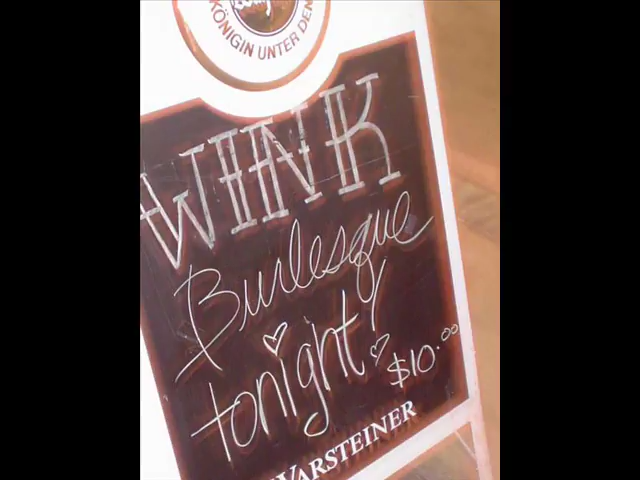 KÖNIGIN UNTER DEN
WINK
Burlesque
tonight!
$10.00
WARSTEINER